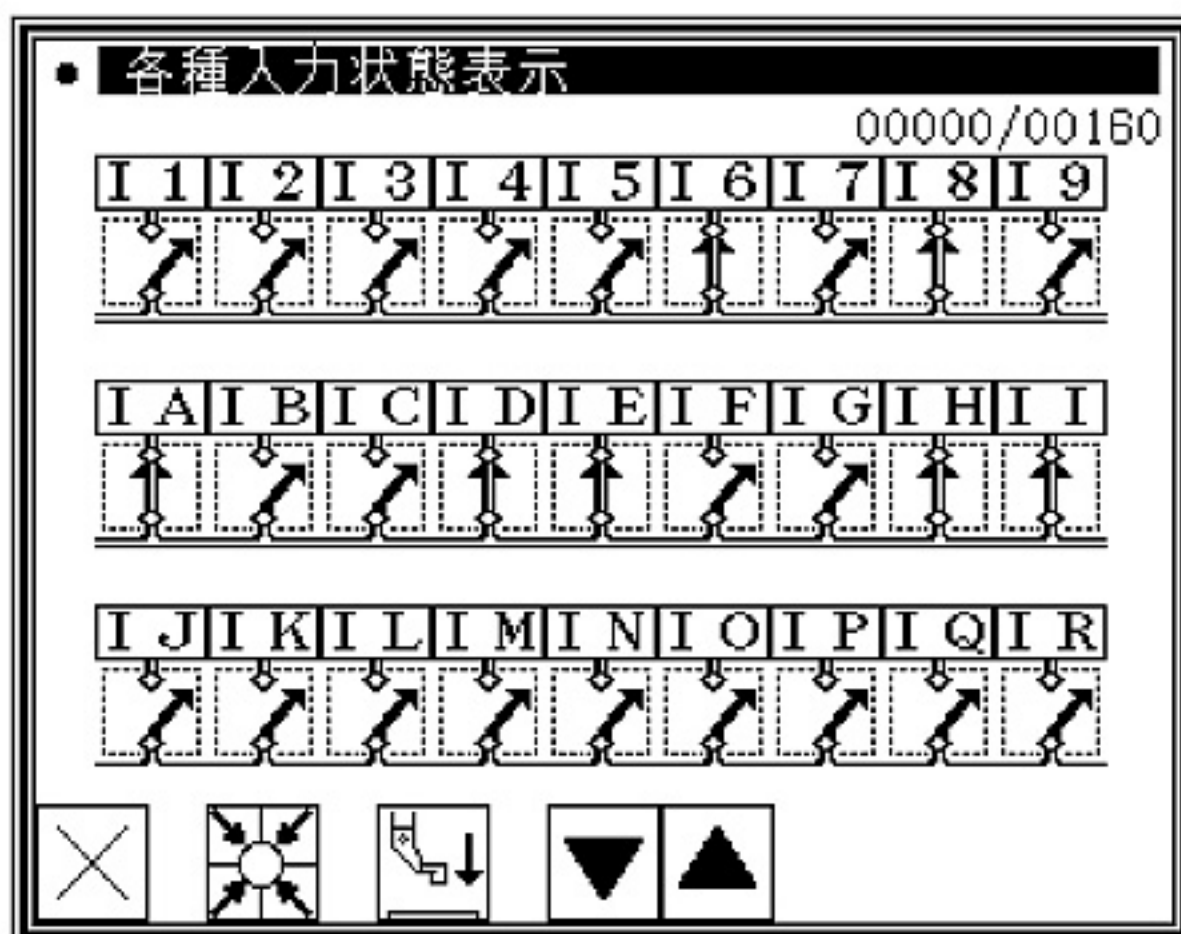 ● 各種入力状態表示
00000/00160
I 1 I 2 I 3 I 4 I 5 I 6 I 7 I 8 I 9
I A I B I C I D I E I F I G I H I I
I J I K I L I M I N I O I P I Q I R